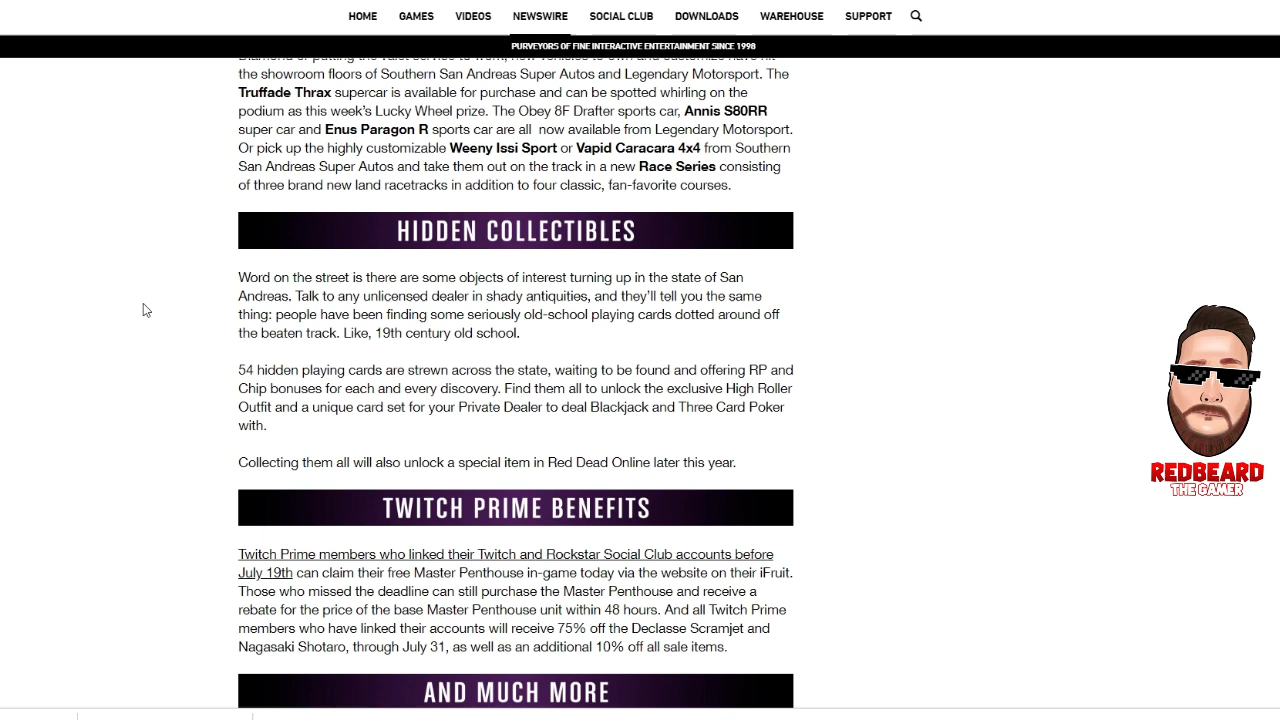 HOME GAMES VIDEOS NEWSWIRE SOCIAL CLUB DOWNLOADS WAREHOUSE SUPPORT
PURVEYORS OF FINE INTERACTIVE ENTERTAINMENT SINCE 1998
the showroom floors of Southern San Andreas Super Autos and Legendary Motorsport. The
Truffade Thrax supercar is available for purchase and can be spotted whirling on the
podium as this week's Lucky Wheel prize. The Obey 8F Drafter sports car, Annis S80RR
super car and Enus Paragon R sports car are all now available from Legendary Motorsport.
Or pick up the highly customizable Weeny Issi Sport or Vapid Caracara 4x4 from Southern
San Andreas Super Autos and take them out on the track in a new Race Series consisting
of three brand new land racetracks in addition to four classic, fan-favorite courses.
HIDDEN COLLECTIBLES
Word on the street is there are some objects of interest turning up in the state of San
Andreas. Talk to any unlicensed dealer in shady antiquities, and they'll tell you the same
thing: people have been finding some seriously old-school playing cards dotted around off
the beaten track. Like, 19th century old school.
54 hidden playing cards are strewn across the state, waiting to be found and offering RP and
Chip bonuses for each and every discovery. Find them all to unlock the exclusive High Roller
Outfit and a unique card set for your Private Dealer to deal Blackjack and Three Card Poker
with.
Collecting them all will also unlock a special item in Red Dead Online later this year.
REDBEARD
THE GAMER
TWITCH PRIME BENEFITS
Twitch Prime members who linked their Twitch and Rockstar Social Club accounts before
July 19th can claim their free Master Penthouse in-game today via the website on their iFruit.
Those who missed the deadline can still purchase the Master Penthouse and receive a
rebate for the price of the base Master Penthouse unit within 48 hours. And all Twitch Prime
members who have linked their accounts will receive 75% off the Declasse Scramjet and
Nagasaki Shotaro, through July 31, as well as an additional 10% off all sale items.
AND MUCH MORE